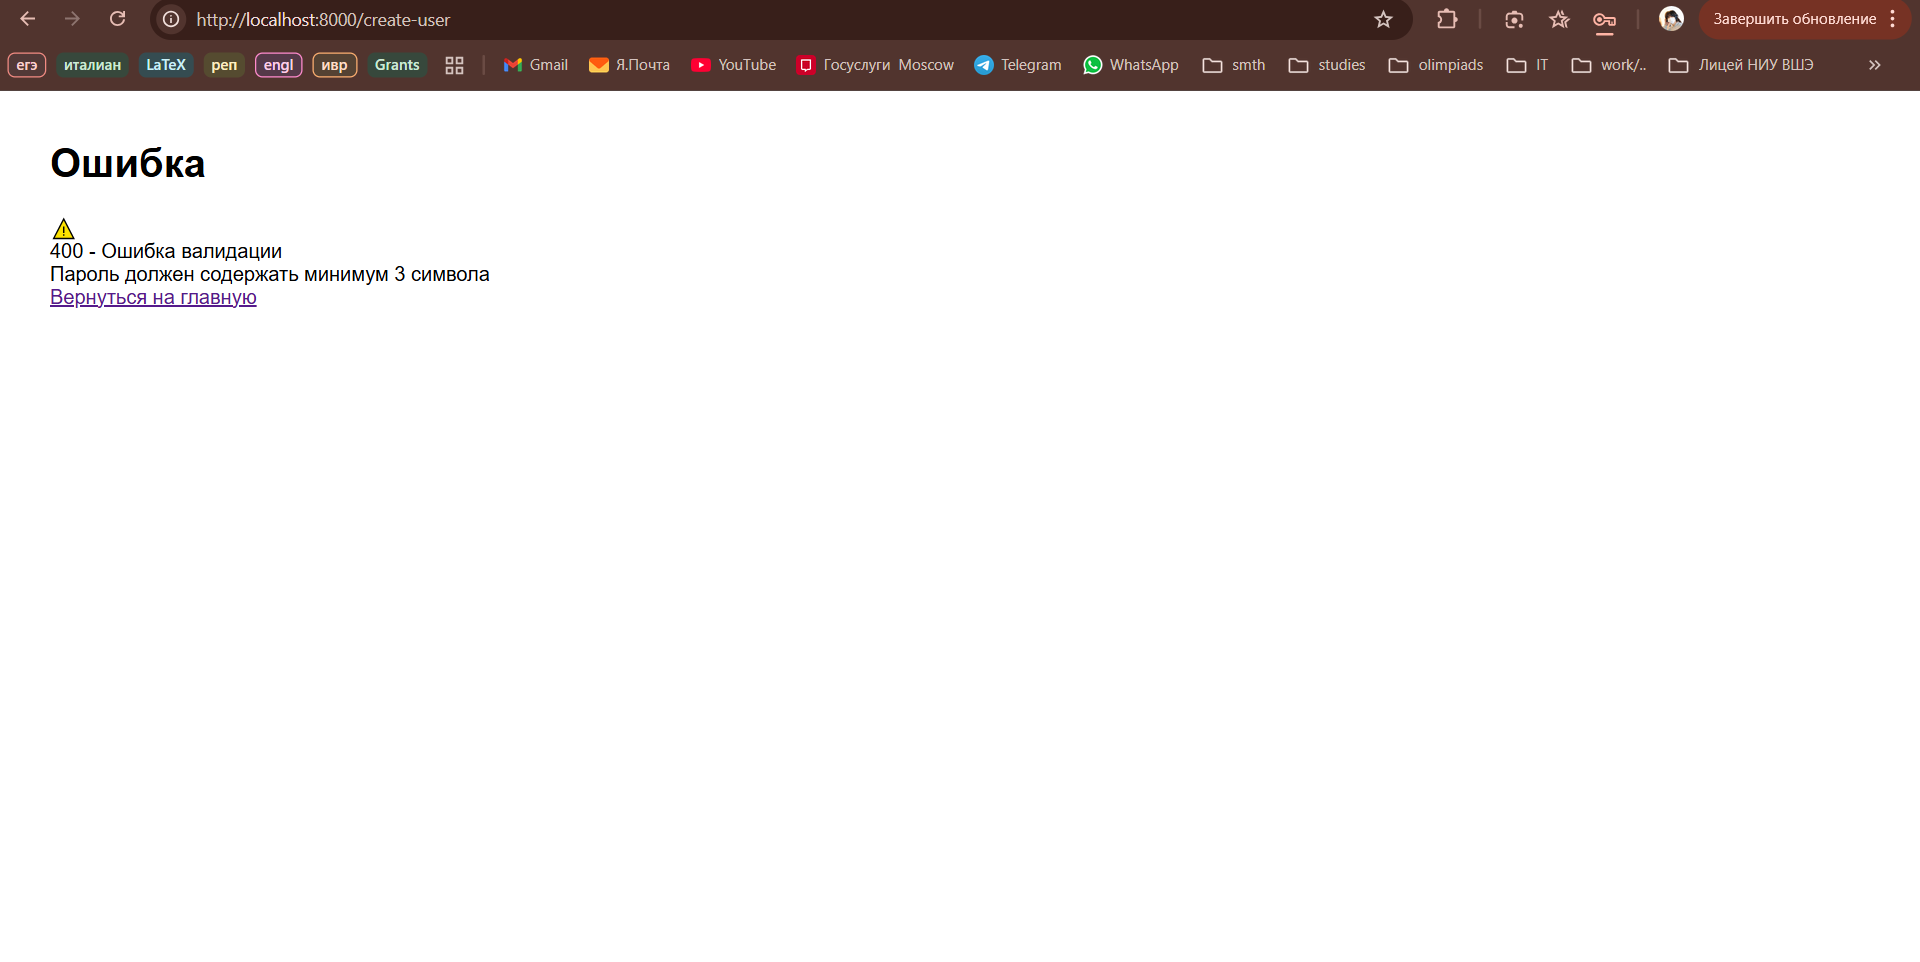 http://localhost:8000/create-user
Завершить обновление
егэ италиан LaTeX реп engl ивр Grants Gmail Я.Почта YouTube Госуслуги Moscow Telegram WhatsApp smth studies olimpiads IT work/.. Лицей НИУ ВШЭ »
Ошибка
400 - Ошибка валидации
Пароль должен содержать минимум 3 символа
Вернуться на главную